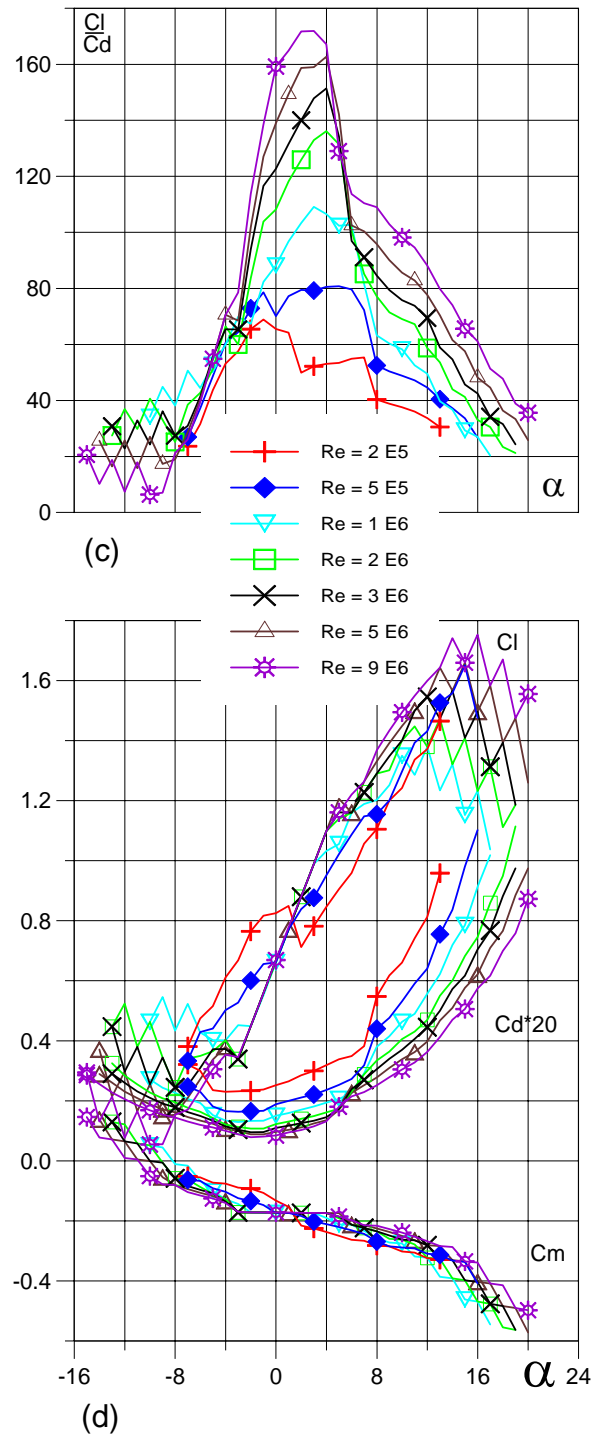 Cl
Cd
160
120
80
40
0
α
(c)
Re = 2 E5
Re = 5 E5
Re = 1 E6
Re = 2 E6
Re = 3 E6
Re = 5 E6
Re = 9 E6
Cl
1.6
1.2
0.8
Cd*20
0.4
0.0
Cm
-0.4
-16 -8 0 8 16 24
α
(d)